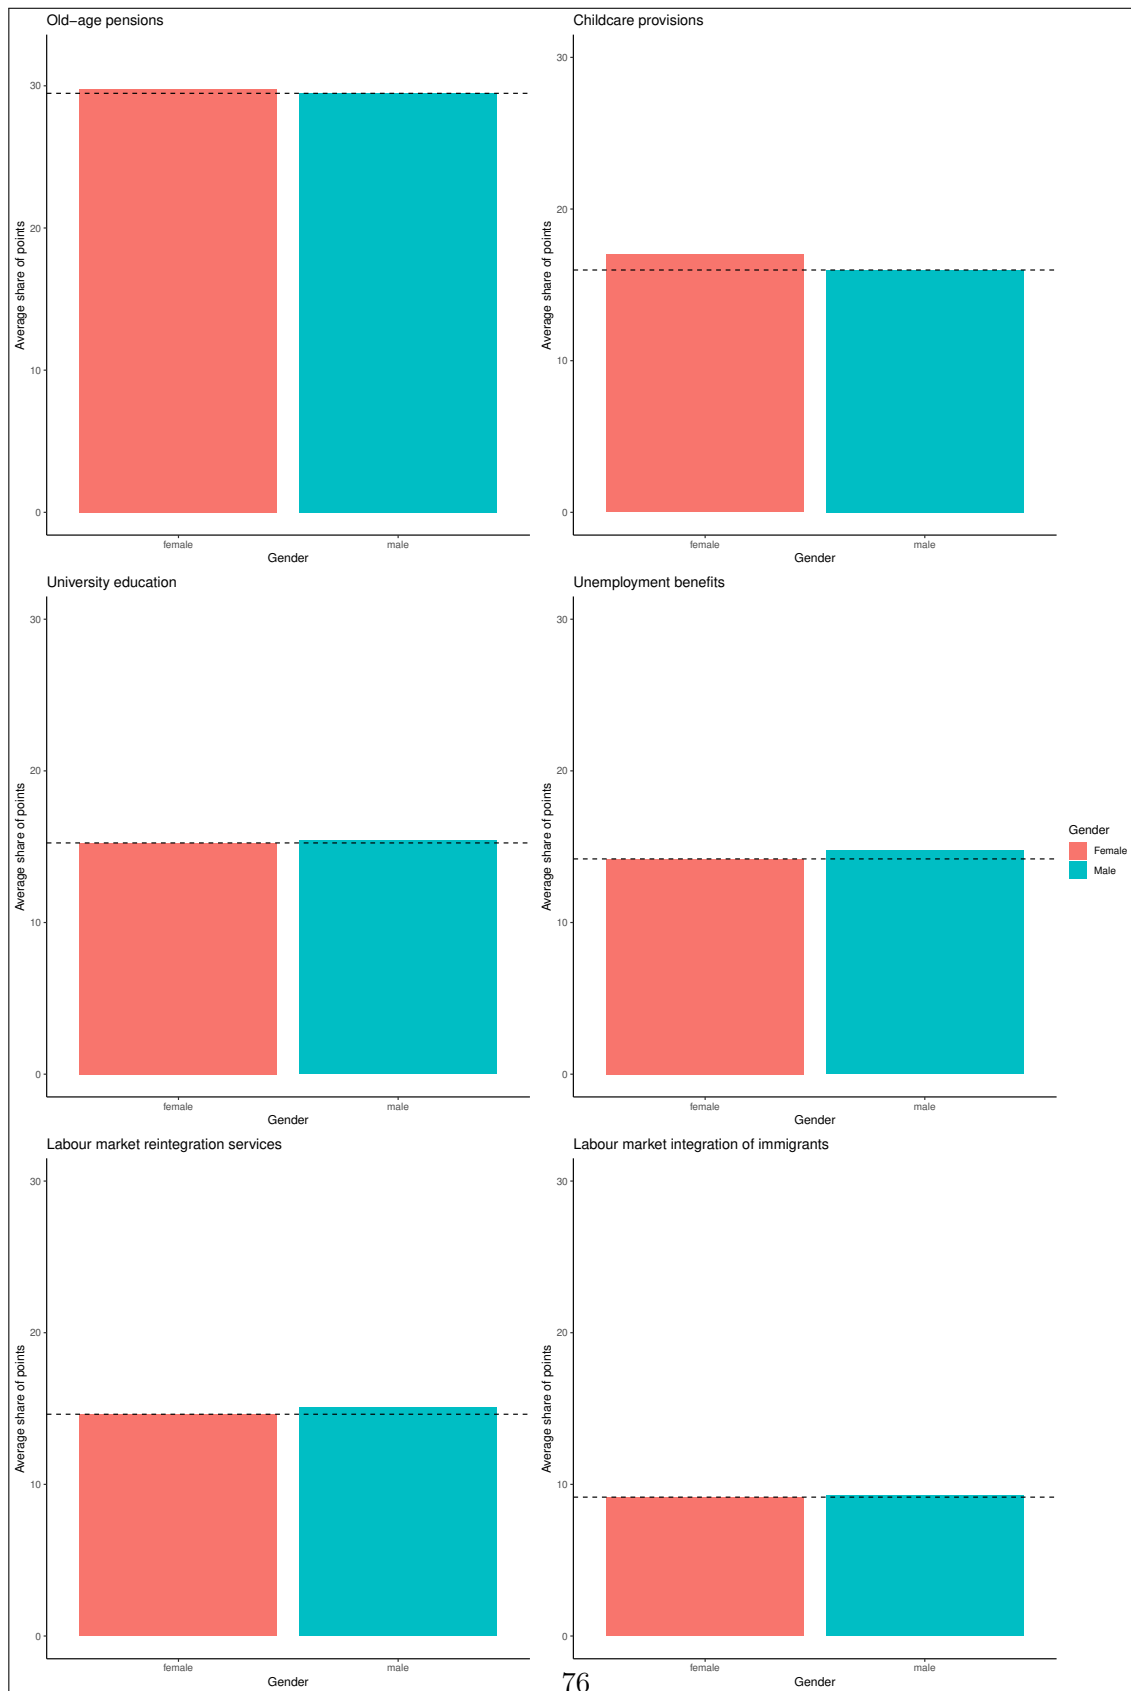 Old−age pensions
30
20
10
0
Average share of points
female
male
Gender
Childcare provisions
30
20
10
0
Average share of points
female
male
Gender
University education
30
20
10
0
Average share of points
female
male
Gender
Unemployment benefits
30
20
10
0
Average share of points
female
male
Gender
Gender
Female
Male
Labour market reintegration services
30
20
10
0
Average share of points
female
male
Gender
Labour market integration of immigrants
30
20
10
0
Average share of points
female
male
Gender
76